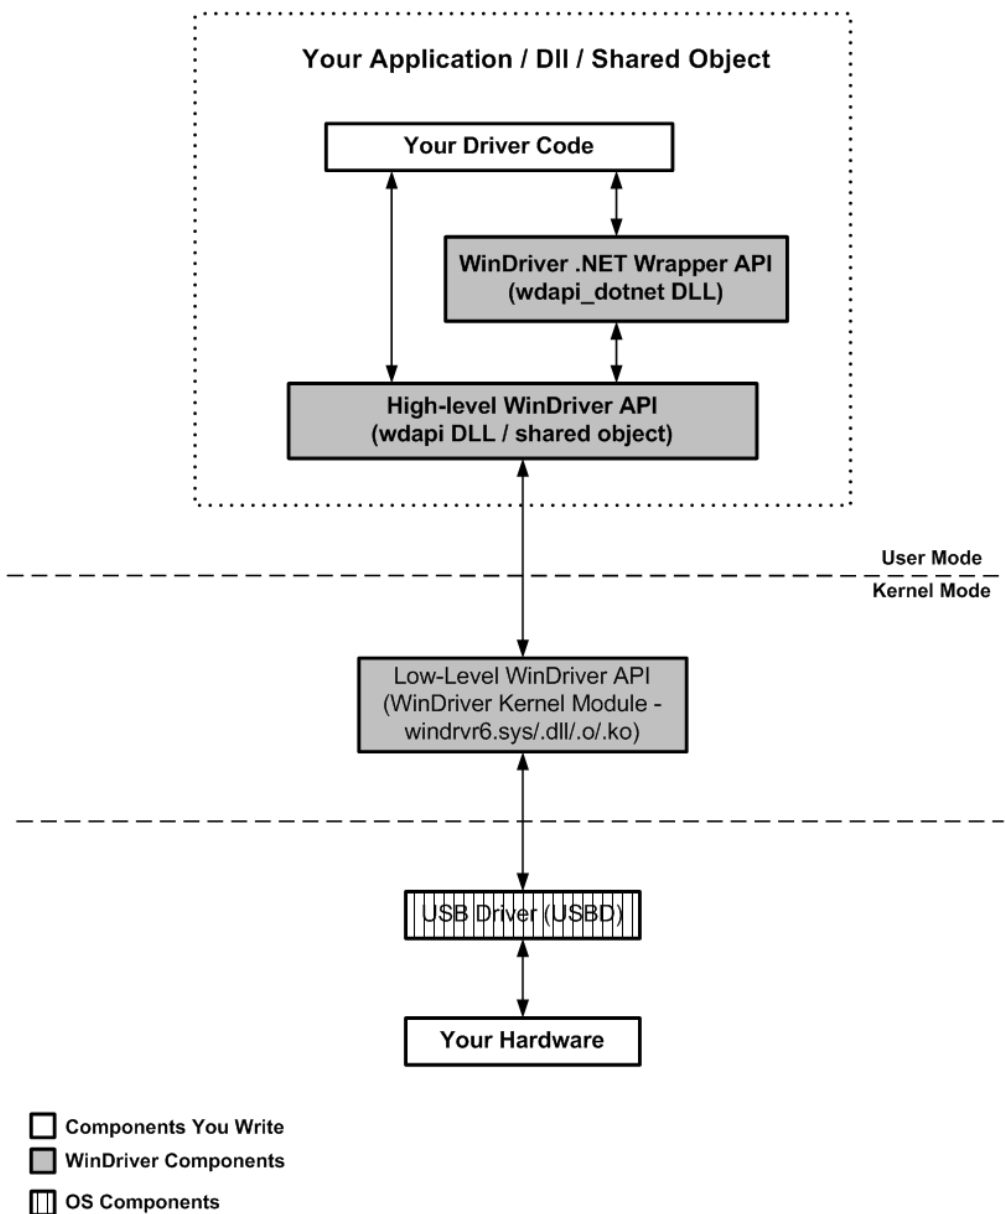 Your Application / Dll / Shared Object
Your Driver Code
WinDriver .NET Wrapper API
(wdapi_dotnet DLL)
High-level WinDriver API
(wdapi DLL / shared object)
User Mode
Kernel Mode
Low-Level WinDriver API
(WinDriver Kernel Module -
windrvr6.sys/.dll/.o/.ko)
USB Driver (USBD)
Your Hardware
Components You Write
WinDriver Components
OS Components